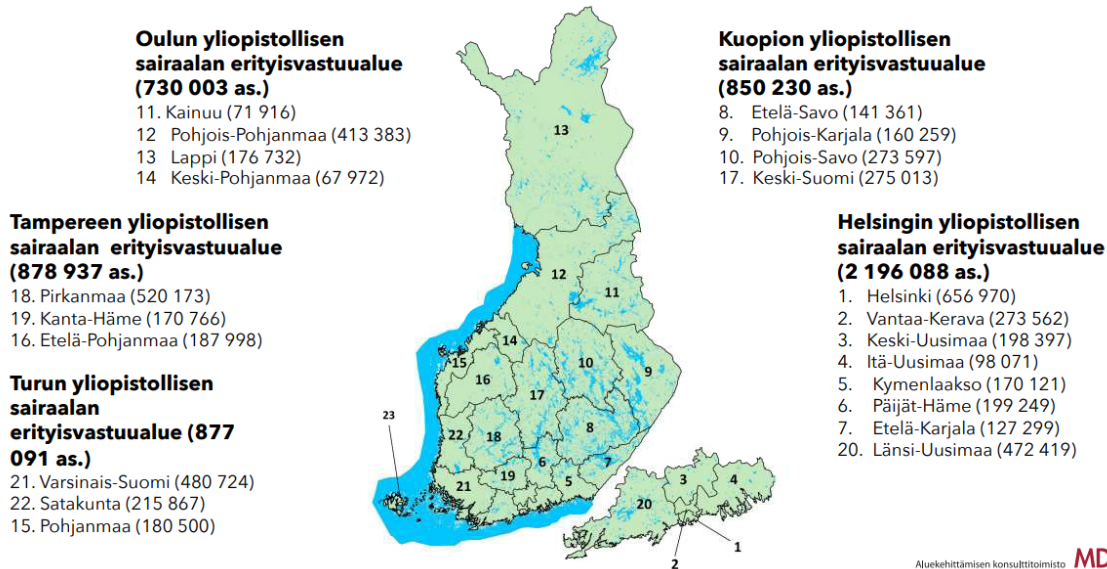 Oulun yliopistollisen
sairaalan erityisvastuualue
(730 003 as.)
11. Kainuu (71 916)
12 Pohjois-Pohjanmaa (413 383)
13 Lappi (176 732)
14 Keski-Pohjanmaa (67 972)
Tampereen yliopistollisen
sairaalan erityisvastuualue
(878 937 as.)
18. Pirkanmaa (520 173)
19. Kanta-Häme (170 766)
16. Etelä-Pohjanmaa (187 998)
Turun yliopistollisen
sairaalan
erityisvastuualue (877
091 as.)
21. Varsinais-Suomi (480 724)
22. Satakunta (215 867)
15. Pohjanmaa (180 500)
13
12
11
14
15
10
9
16
17
23
22
18
8
6
7
19
5
21
3
4
20
1
2
Kuopion yliopistollisen
sairaalan erityisvastuualue
(850 230 as.)
8. Etelä-Savo (141 361)
9. Pohjois-Karjala (160 259)
10. Pohjois-Savo (273 597)
17. Keski-Suomi (275 013)
Helsingin yliopistollisen
sairaalan erityisvastuualue
(2 196 088 as.)
1. Helsinki (656 970)
2. Vantaa-Kerava (273 562)
3. Keski-Uusimaa (198 397)
4. Itä-Uusimaa (98 071)
5. Kymenlaakso (170 121)
6. Päijät-Häme (199 249)
7. Etelä-Karjala (127 299)
20. Länsi-Uusimaa (472 419)
Aluekehittämisen konsulttitoimisto MD